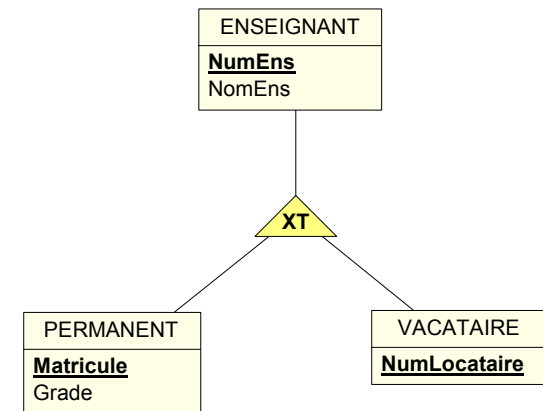 ENSEIGNANT
NumEns
NomEns
XT
PERMANENT
Matricule
Grade
VACATAIRE
NumLocataire